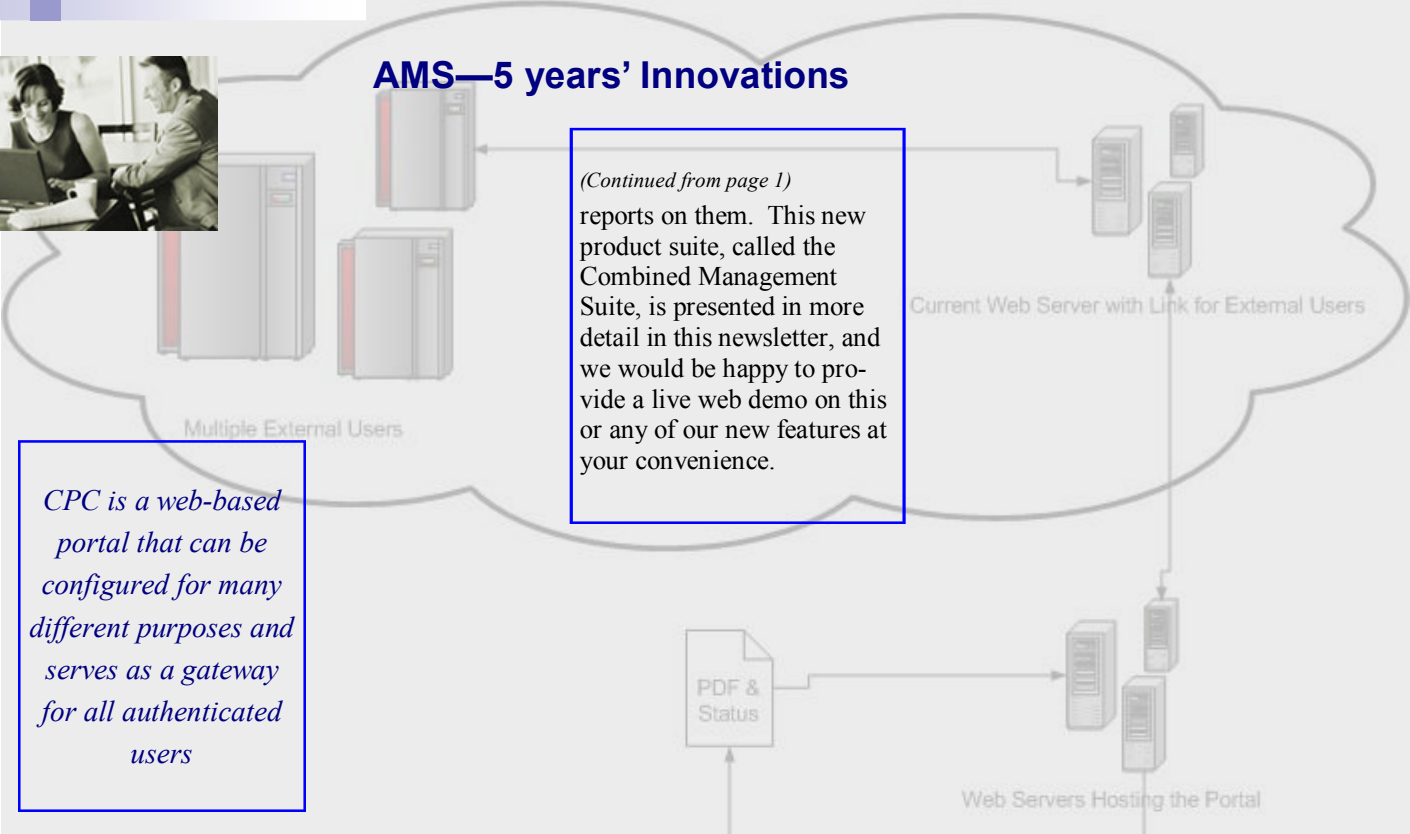 AMS—5 years’ Innovations
(Continued from page 1)
reports on them.  This new
product suite, called the
Combined Management
Suite, is presented in more
detail in this newsletter, and
we would be happy to pro-
vide a live web demo on this
or any of our new features at
your convenience.
Current Web Server with Link for External Users
Multiple External Users
CPC is a web-based
portal that can be
configured for many
different purposes and
serves as a gateway
for all authenticated
users
PDF &
Status
Web Servers Hosting the Portal